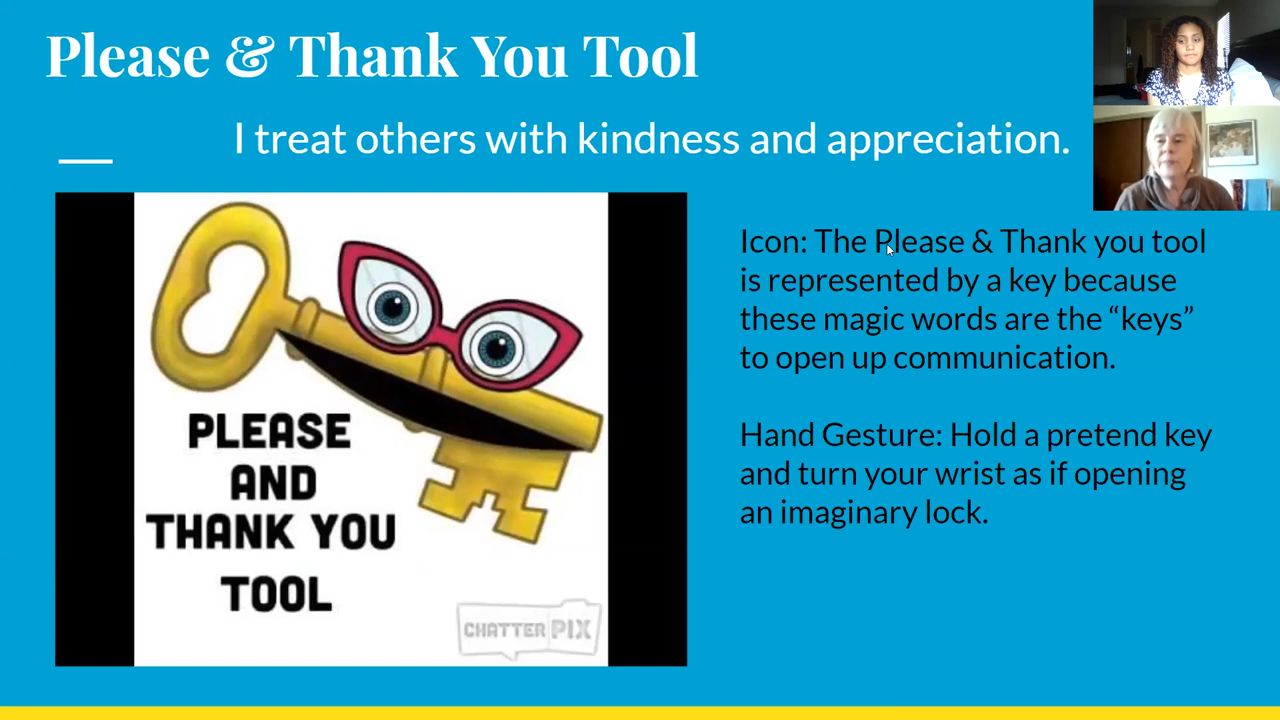 Please & Thank You Tool
I treat others with kindness and appreciation.
PLEASE
AND
THANK YOU
TOOL
CHATTERPIX
Icon: The Please & Thank you tool
is represented by a key because
these magic words are the “keys”
to open up communication.
Hand Gesture: Hold a pretend key
and turn your wrist as if opening
an imaginary lock.